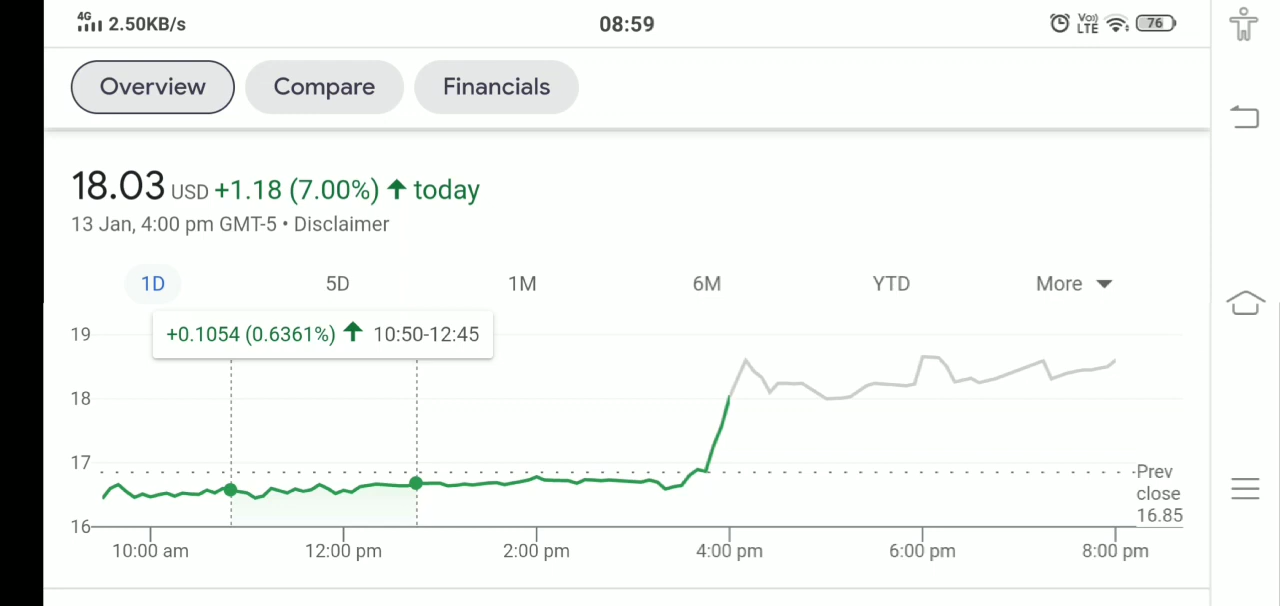 4G 2.50KB/s 08:59 Vo)) LTE 76
Overview Compare Financials
18.03 USD +1.18 (7.00%) ↑ today
13 Jan, 4:00 pm GMT-5 • Disclaimer
1D 5D 1M 6M YTD More
+0.1054 (0.6361%) ↑ 10:50-12:45
19
18
17
16
Prev
close
16.85
10:00 am 12:00 pm 2:00 pm 4:00 pm 6:00 pm 8:00 pm